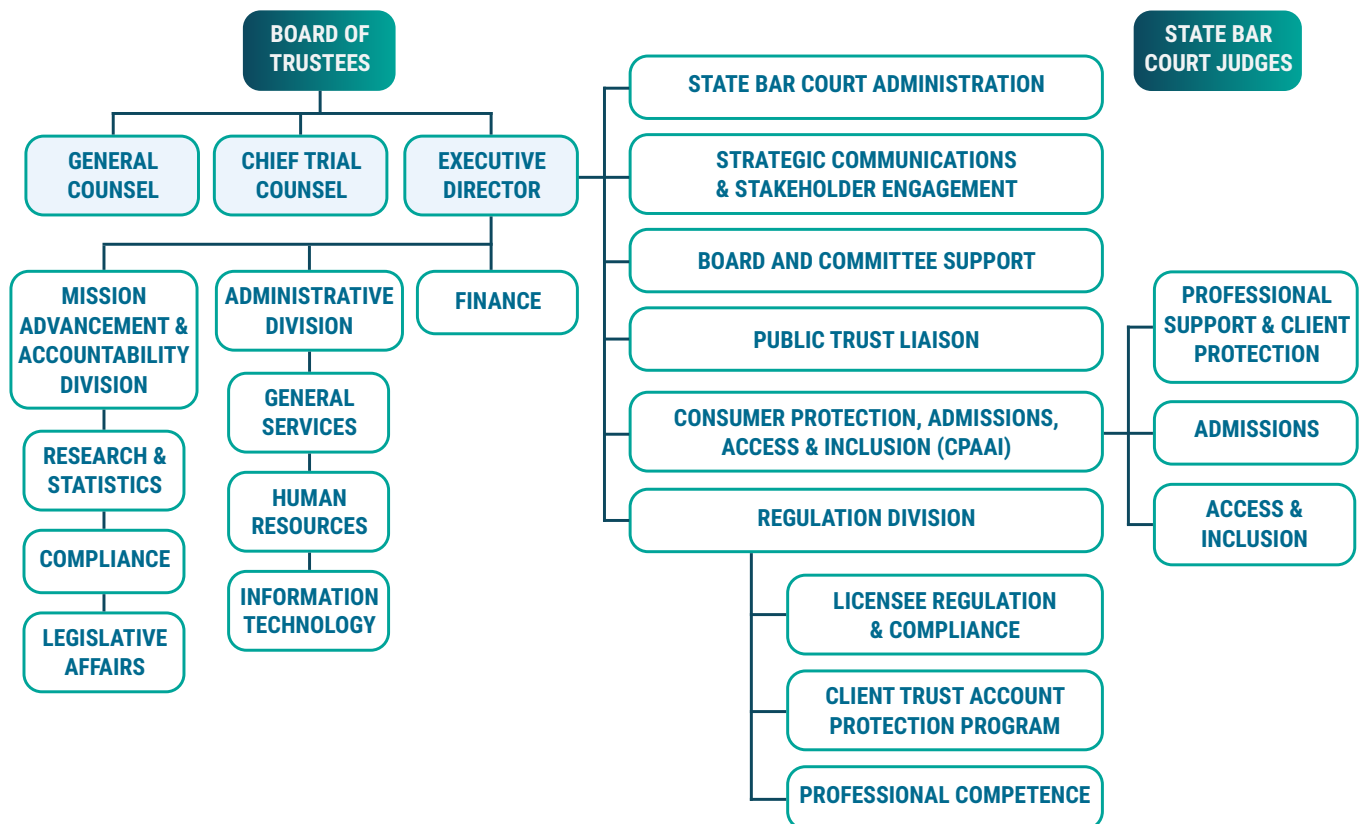 BOARD OF
TRUSTEES
STATE BAR
COURT JUDGES
GENERAL
COUNSEL
CHIEF TRIAL
COUNSEL
EXECUTIVE
DIRECTOR
STATE BAR COURT ADMINISTRATION
STRATEGIC COMMUNICATIONS
& STAKEHOLDER ENGAGEMENT
BOARD AND COMMITTEE SUPPORT
PUBLIC TRUST LIAISON
CONSUMER PROTECTION, ADMISSIONS,
ACCESS & INCLUSION (CPAAI)
REGULATION DIVISION
MISSION
ADVANCEMENT &
ACCOUNTABILITY
DIVISION
RESEARCH &
STATISTICS
COMPLIANCE
LEGISLATIVE
AFFAIRS
ADMINISTRATIVE
DIVISION
GENERAL
SERVICES
HUMAN
RESOURCES
INFORMATION
TECHNOLOGY
FINANCE
PROFESSIONAL
SUPPORT & CLIENT
PROTECTION
ADMISSIONS
ACCESS &
INCLUSION
LICENSEE REGULATION
& COMPLIANCE
CLIENT TRUST ACCOUNT
PROTECTION PROGRAM
PROFESSIONAL COMPETENCE